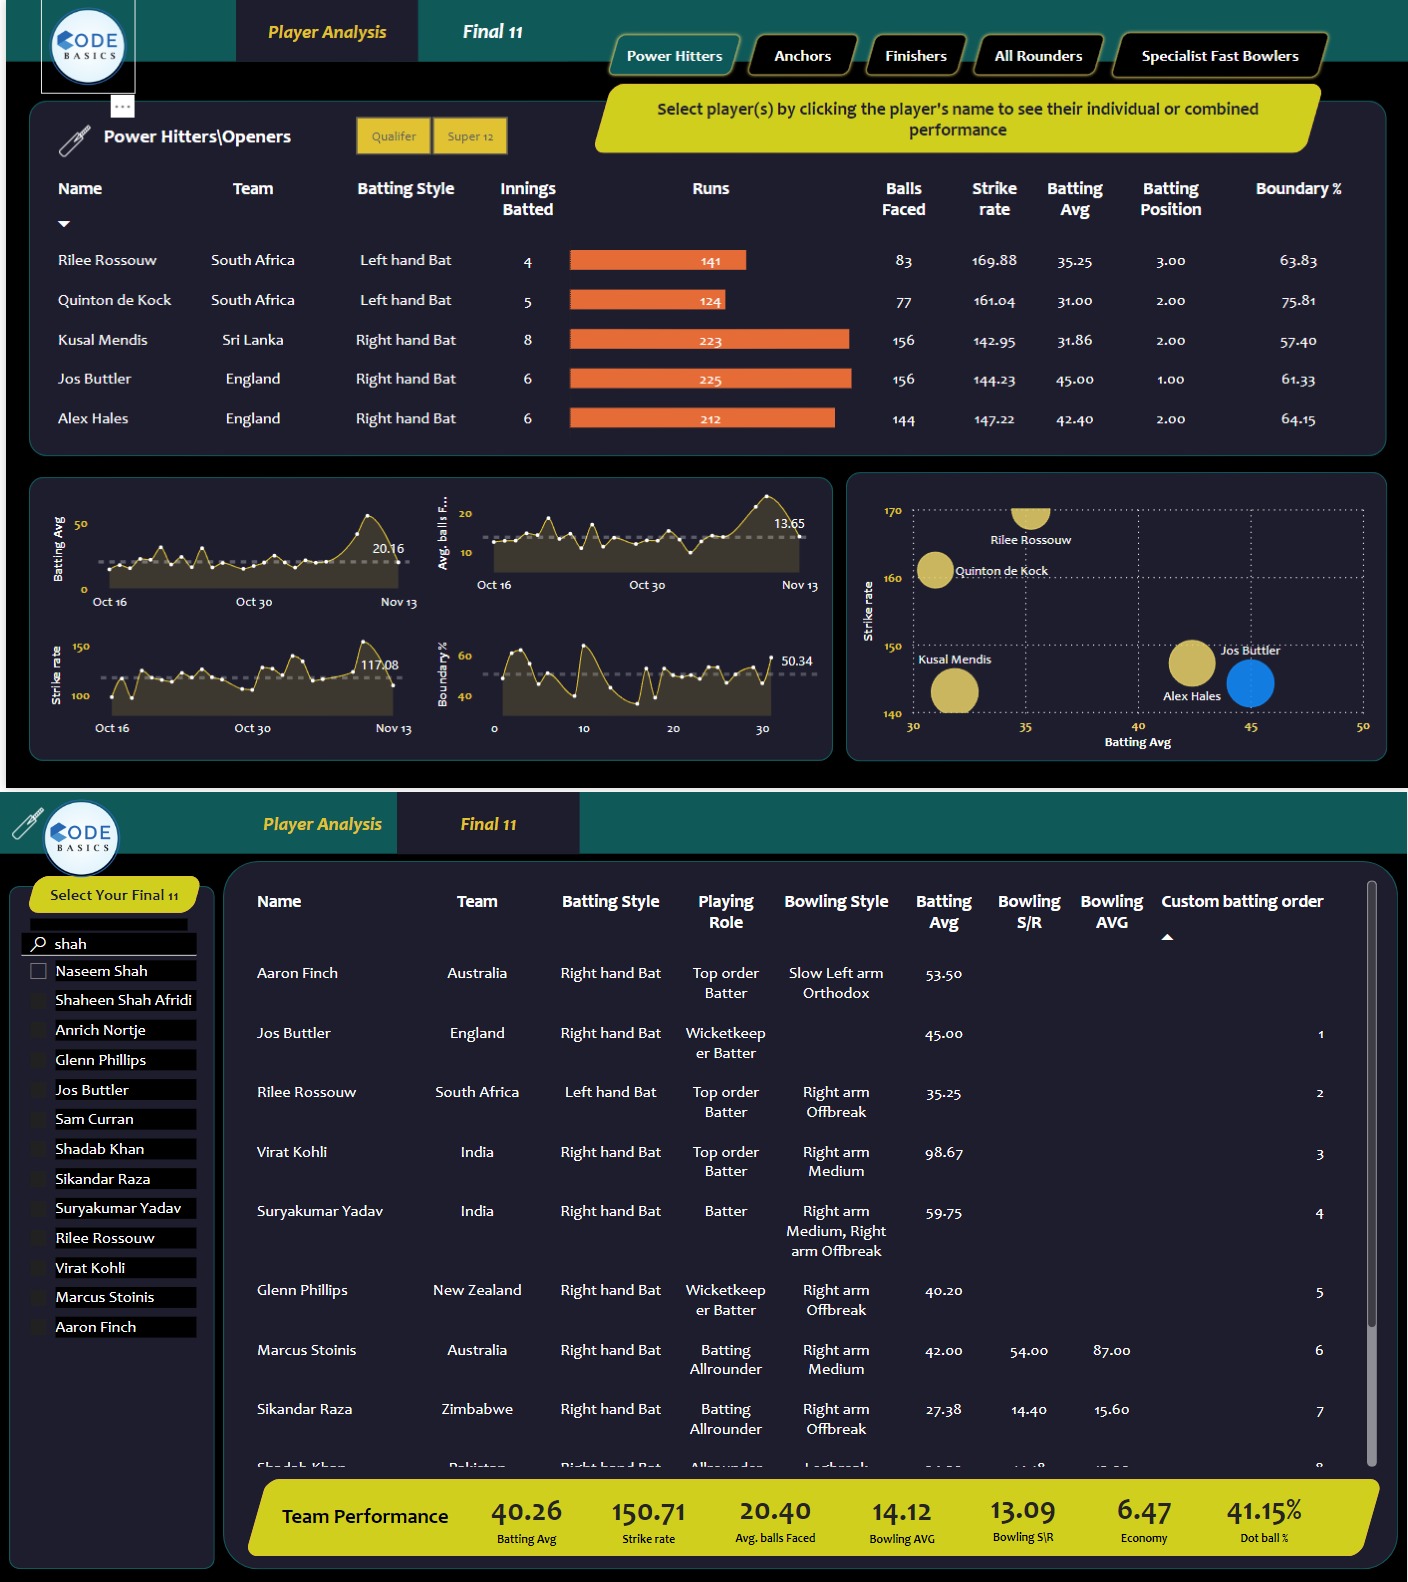 CODE
BASICS
Player Analysis
Final 11
Power Hitters
Anchors
Finishers
All Rounders
Specialist Fast Bowlers
Select player(s) by clicking the player's name to see their individual or combined
performance
Power Hitters\Openers
Qualifer
Super 12
Name Team Batting Style Innings Batted Runs Balls Faced Strike rate Batting Avg Batting Position Boundary %
Rilee Rossouw South Africa Left hand Bat 4 141 83 169.88 35.25 3.00 63.83
Quinton de Kock South Africa Left hand Bat 5 124 77 161.04 31.00 2.00 75.81
Kusal Mendis Sri Lanka Right hand Bat 8 223 156 142.95 31.86 2.00 57.40
Jos Buttler England Right hand Bat 6 225 156 144.23 45.00 1.00 61.33
Alex Hales England Right hand Bat 6 212 144 147.22 42.40 2.00 64.15
Batting Avg
50
0
20.16
Oct 16 Oct 30 Nov 13
Avg. balls F...
20
10
13.65
Oct 16 Oct 30 Nov 13
Strike rate
150
100
117.08
Oct 16 Oct 30 Nov 13
Boundary%
60
40
50.34
0 10 20 30
Strike rate
170
160
150
140
Rilee Rossouw
Quinton de Kock
Jos Buttler
Kusal Mendis
Alex Hales
30 35 40 45 50
Batting Avg
CODE
BASICS
Player Analysis
Final 11
Select Your Final 11
shah
Naseem Shah
Shaheen Shah Afridi
Anrich Nortje
Glenn Phillips
Jos Buttler
Sam Curran
Shadab Khan
Sikandar Raza
Suryakumar Yadav
Rilee Rossouw
Virat Kohli
Marcus Stoinis
Aaron Finch
Name Team Batting Style Playing Role Bowling Style Batting Avg Bowling S/R Bowling AVG Custom batting order
Aaron Finch Australia Right hand Bat Top order Batter Slow Left arm Orthodox 53.50
Jos Buttler England Right hand Bat Wicketkeep er Batter 45.00 1
Rilee Rossouw South Africa Left hand Bat Top order Batter Right arm Offbreak 35.25 2
Virat Kohli India Right hand Bat Top order Batter Right arm Medium 98.67 3
Suryakumar Yadav India Right hand Bat Batter Right arm Medium, Right arm Offbreak 59.75 4
Glenn Phillips New Zealand Right hand Bat Wicketkeep er Batter Right arm Offbreak 40.20 5
Marcus Stoinis Australia Right hand Bat Batting Allrounder Right arm Medium 42.00 54.00 87.00 6
Sikandar Raza Zimbabwe Right hand Bat Batting Allrounder Right arm Offbreak 27.38 14.40 15.60 7
Shadab Khan Pakistan Right hand Bat Allrounder Legbreak 8
Team Performance
40.26 150.71 20.40 14.12 13.09 6.47 41.15%
Batting Avg Strike rate Avg. balls Faced Bowling AVG Bowling S\R Economy Dot ball %